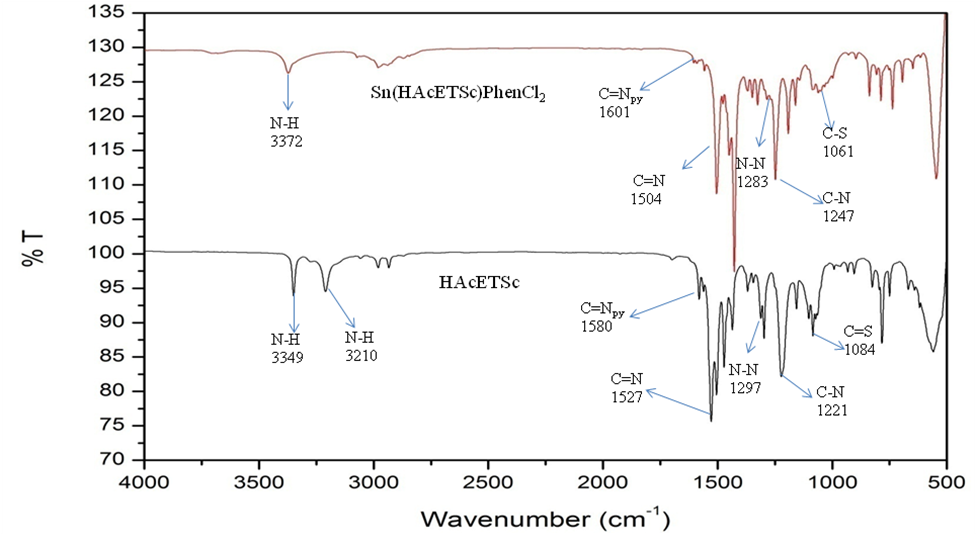 135
130
125
120
115
110
105
100
95
90
85
80
75
70
% T
Sn(HAcETSc)PhenCl₂
N-H
3372
C=Npy
1601
C=N
1504
N-N
1283
C-S
1061
C-N
1247
HAcETSc
N-H
3349
N-H
3210
C=Npy
1580
C=N
1527
N-N
1297
C=S
1084
C-N
1221
4000 3500 3000 2500 2000 1500 1000 500
Wavenumber (cm⁻¹)